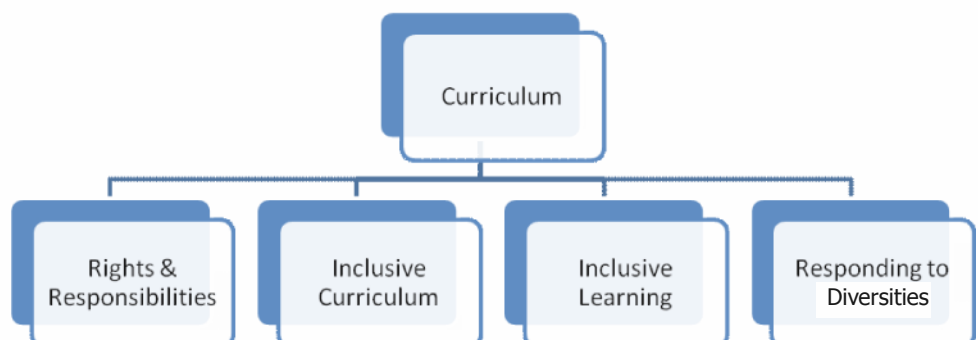 Curriculum
Rights &
Responsibilities
Inclusive
Curriculum
Inclusive
Learning
Responding to
Diversities